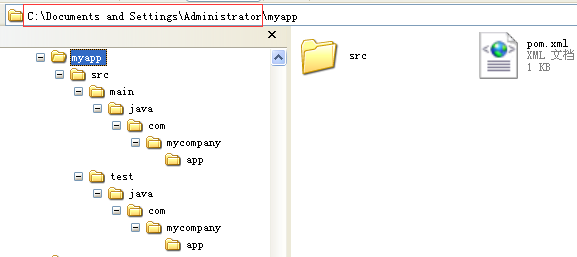 C:\Documents and Settings\Administrator\myapp
myapp
src
main
java
com
mycompany
app
test
java
com
mycompany
app
src
pom.xml
XML 文档
1 KB